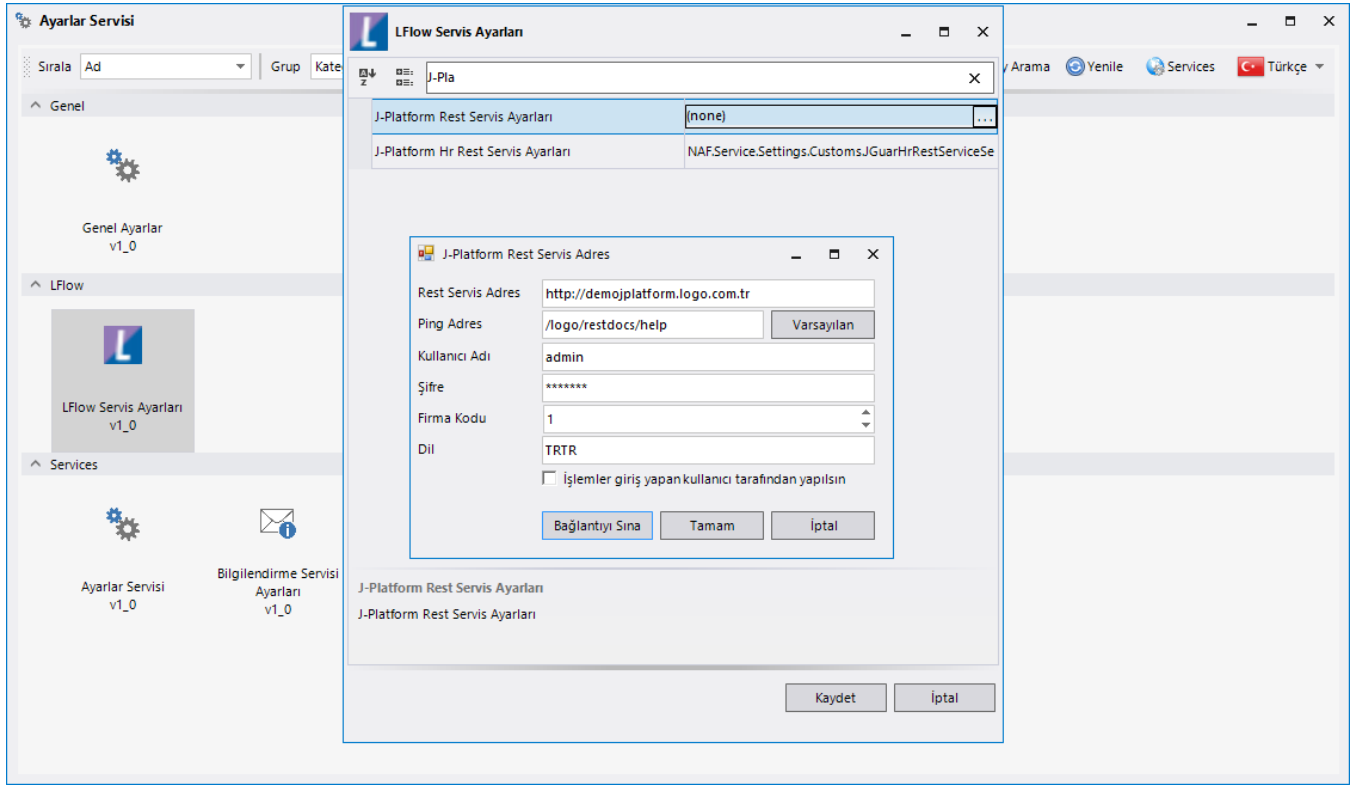 Ayarlar Servisi
Sırala Ad Grup Kate
y Arama Yenile Services Türkçe
Genel
Genel Ayarlar
v1_0
LFlow
LFlow Servis Ayarları
v1_0
Services
Ayarlar Servisi
v1_0
Bilgilendirme Servisi
Ayarları
v1_0
LFlow Servis Ayarları
J-Pla
J-Platform Rest Servis Ayarları (none) ...
J-Platform Hr Rest Servis Ayarları NAF.Service.Settings.Customs.JGuarHrRestServiceSe
J-Platform Rest Servis Adres
Rest Servis Adres http://demojplatform.logo.com.tr
Ping Adres /logo/restdocs/help Varsayılan
Kullanıcı Adı admin
Şifre *******
Firma Kodu 1
Dil TRTR
İşlemler giriş yapan kullanıcı tarafından yapılsın
Bağlantıyı Sına Tamam İptal
J-Platform Rest Servis Ayarları
J-Platform Rest Servis Ayarları
Kaydet İptal